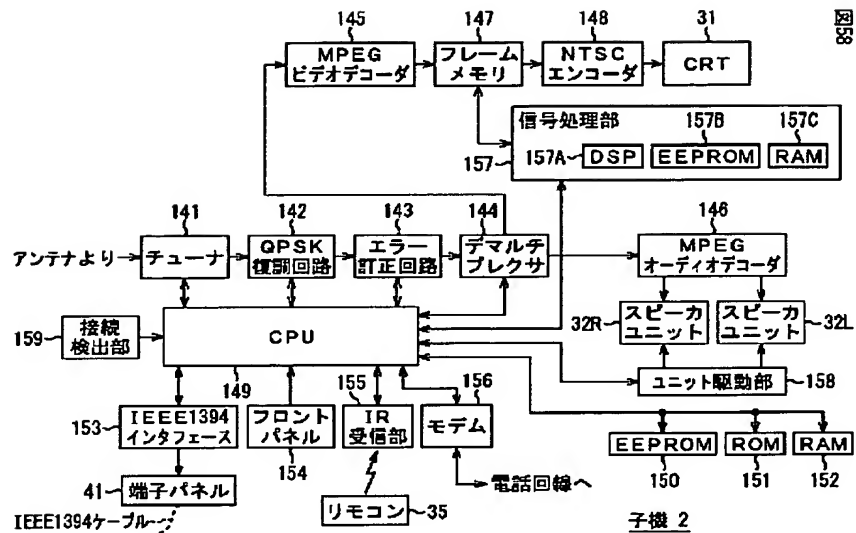 図58
145
147
148
31
MPEG
ビデオデコーダ
フレーム
メモリ
NTSC
エンコーダ
CRT
信号処理部
157B
157C
157A
DSP
EEPROM
RAM
157
141
142
143
144
146
アンテナより
チューナ
QPSK
復調回路
エラー
訂正回路
デマルチ
プレクサ
MPEG
オーディオデコーダ
159
接続
検出部
CPU
32R
スピーカ
ユニット
スピーカ
ユニット
32L
149
155
156
ユニット駆動部
158
153
IEEE1394
インタフェース
フロント
パネル
IR
受信部
モデム
154
EEPROM
ROM
RAM
150
151
152
41
端子パネル
電話回線へ
リモコン
35
IEEE1394ケーブル
子機 2